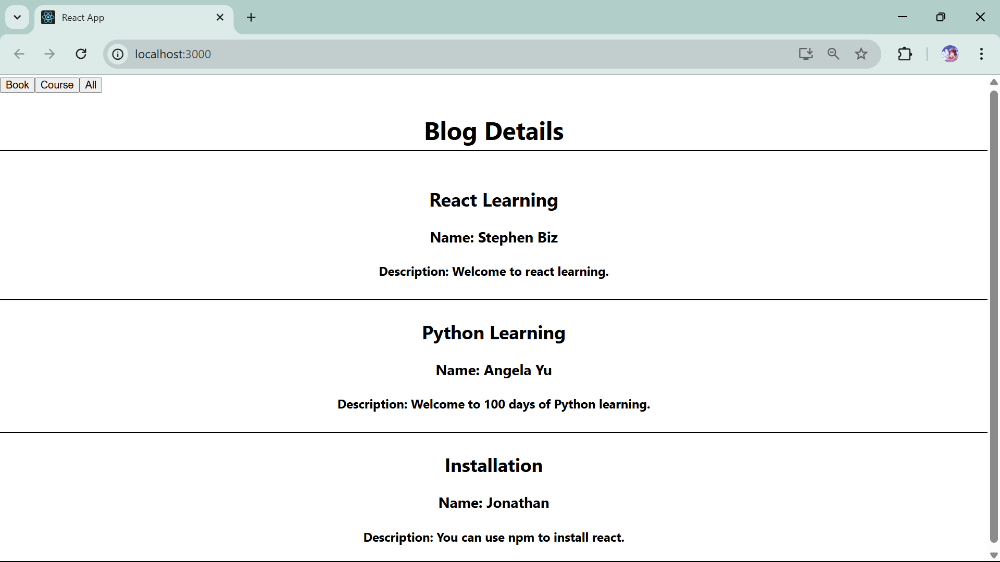 React App
localhost:3000
Book Course All
Blog Details
React Learning
Name: Stephen Biz
Description: Welcome to react learning.
Python Learning
Name: Angela Yu
Description: Welcome to 100 days of Python learning.
Installation
Name: Jonathan
Description: You can use npm to install react.